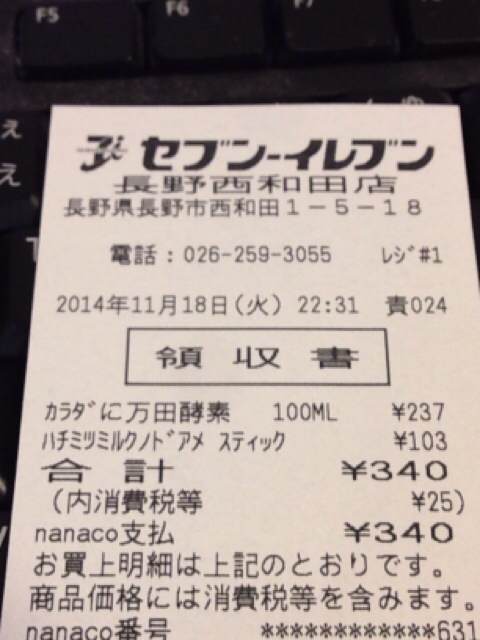 F5
F6
F7
え
え
セブン-イレブン
長野西和田店
長野県長野市西和田1-5-18
電話:026-259-3055 レジ#1
2014年11月18日(火) 22:31 責024
領収書
カラダに万田酵素 100ML ¥237
ハチミツミルクノドアメ スティック ¥103
合計 ¥340
(内消費税等 ¥25)
nanaco支払 ¥340
お買上明細は上記のとおりです。
商品価格には消費税等を含みます。
nanaco番号 ************631